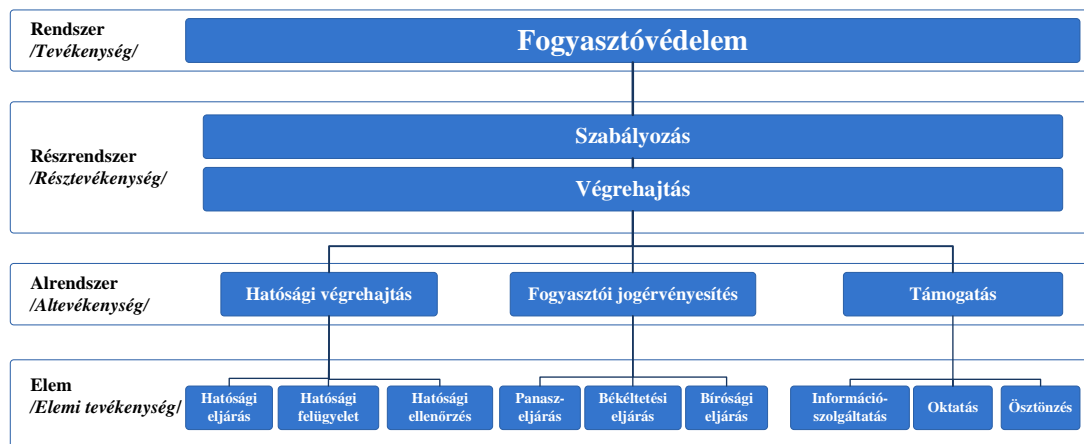 Rendszer
/Tevékenység/
Fogyasztóvédelem
Részrendszer
/Résztevékenység/
Szabályozás
Végrehajtás
Alrendszer
/Altevékenység/
Hatósági végrehajtás
Fogyasztói jogérvényesítés
Támogatás
Elem
/Elemi tevékenység/
Hatósági
eljárás
Hatósági
felügyelet
Hatósági
ellenőrzés
Panasz-
eljárás
Békéltetési
eljárás
Bírósági
eljárás
Információ-
szolgáltatás
Oktatás
Ösztönzés